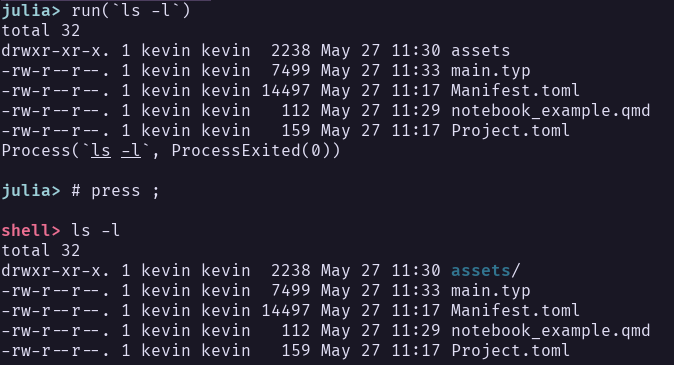 julia> run(`ls -l`)
total 32
drwxr-xr-x. 1 kevin kevin  2238 May 27 11:30 assets
-rw-r--r--. 1 kevin kevin  7499 May 27 11:33 main.typ
-rw-r--r--. 1 kevin kevin 14497 May 27 11:17 Manifest.toml
-rw-r--r--. 1 kevin kevin   112 May 27 11:29 notebook_example.qmd
-rw-r--r--. 1 kevin kevin   159 May 27 11:17 Project.toml
Process(`ls -l`, ProcessExited(0))
julia> # press ;
shell> ls -l
total 32
drwxr-xr-x. 1 kevin kevin  2238 May 27 11:30 assets/
-rw-r--r--. 1 kevin kevin  7499 May 27 11:33 main.typ
-rw-r--r--. 1 kevin kevin 14497 May 27 11:17 Manifest.toml
-rw-r--r--. 1 kevin kevin   112 May 27 11:29 notebook_example.qmd
-rw-r--r--. 1 kevin kevin   159 May 27 11:17 Project.toml